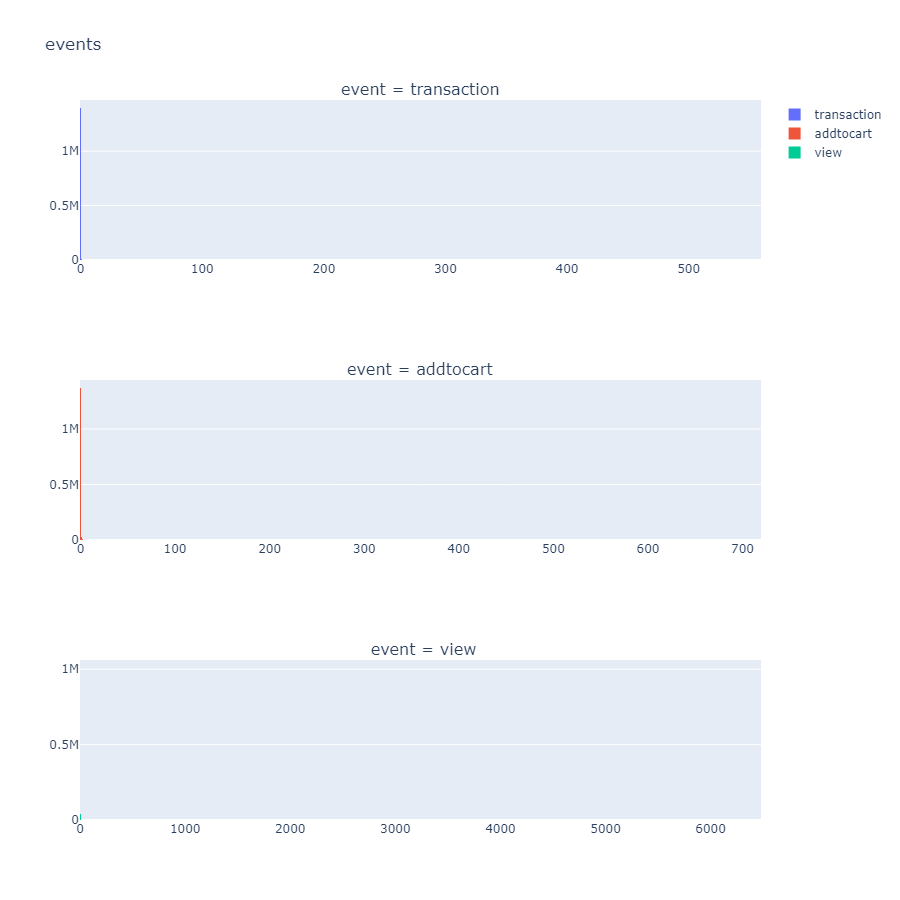 events
event = transaction
transaction
addtocart
view
1M
0.5M
0
0 100 200 300 400 500
event = addtocart
1M
0.5M
0
0 100 200 300 400 500 600 700
event = view
1M
0.5M
0
0 1000 2000 3000 4000 5000 6000